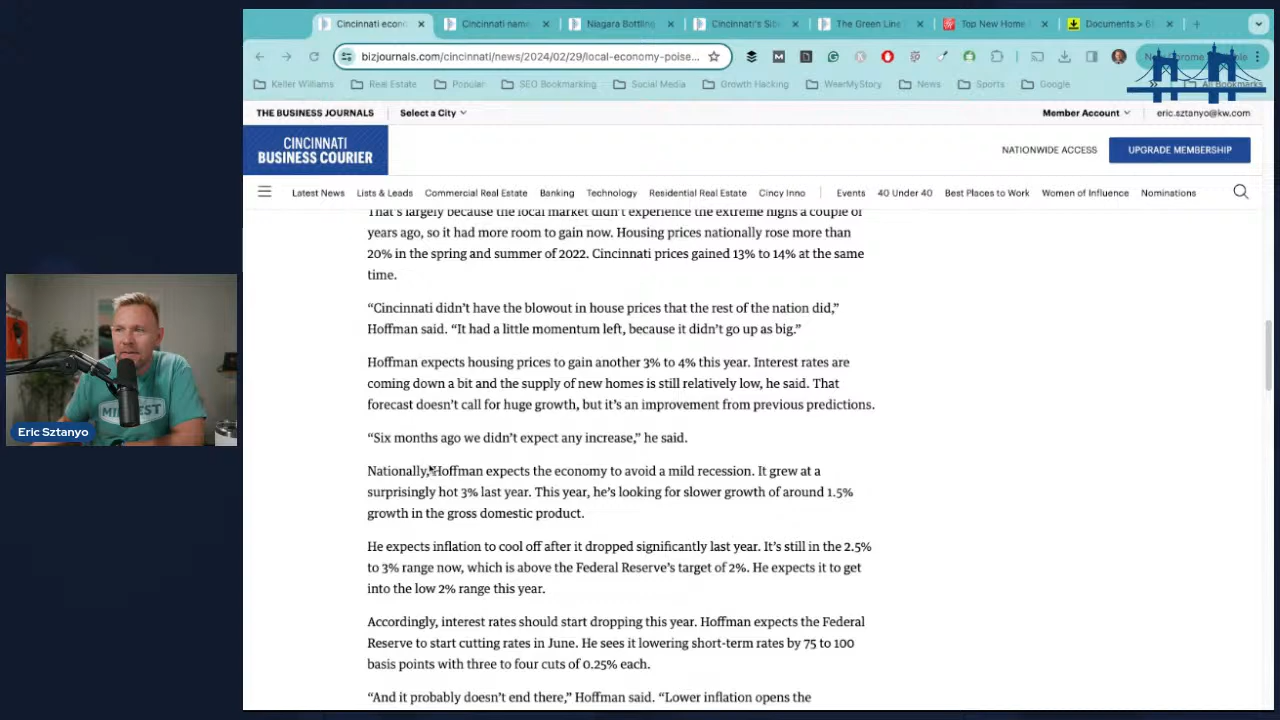 Cincinnati econ
Cincinnati nam
Niagara Bottling
Cincinnati's Sib
The Green Line
Top New Home
Documents > 6
bizjournals.com/cincinnati/news/2024/02/29/local-economy-poise...
Keller Williams
Real Estate
Popular
SEO Bookmarking
Social Media
Growth Hacking
WearMyStory
News
Sports
Google
All Bookmarks
THE BUSINESS JOURNALS
Select a City
Member Account
eric.sztanyo@kw.com
CINCINNATI
BUSINESS COURIER
NATIONWIDE ACCESS
UPGRADE MEMBERSHIP
Latest News
Lists & Leads
Commercial Real Estate
Banking
Technology
Residential Real Estate
Cincy Inno
Events
40 Under 40
Best Places to Work
Women of Influence
Nominations
That's largely because the local market didn't experience the extreme highs a couple of
years ago, so it had more room to gain now. Housing prices nationally rose more than
20% in the spring and summer of 2022. Cincinnati prices gained 13% to 14% at the same
time.
“Cincinnati didn't have the blowout in house prices that the rest of the nation did,”
Hoffman said. “It had a little momentum left, because it didn't go up as big.”
Hoffman expects housing prices to gain another 3% to 4% this year. Interest rates are
coming down a bit and the supply of new homes is still relatively low, he said. That
forecast doesn't call for huge growth, but it's an improvement from previous predictions.
“Six months ago we didn't expect any increase,” he said.
Nationally, Hoffman expects the economy to avoid a mild recession. It grew at a
surprisingly hot 3% last year. This year, he's looking for slower growth of around 1.5%
growth in the gross domestic product.
He expects inflation to cool off after it dropped significantly last year. It's still in the 2.5%
to 3% range now, which is above the Federal Reserve's target of 2%. He expects it to get
into the low 2% range this year.
Accordingly, interest rates should start dropping this year. Hoffman expects the Federal
Reserve to start cutting rates in June. He sees it lowering short-term rates by 75 to 100
basis points with three to four cuts of 0.25% each.
“And it probably doesn't end there,” Hoffman said. “Lower inflation opens the
Eric Sztanyo